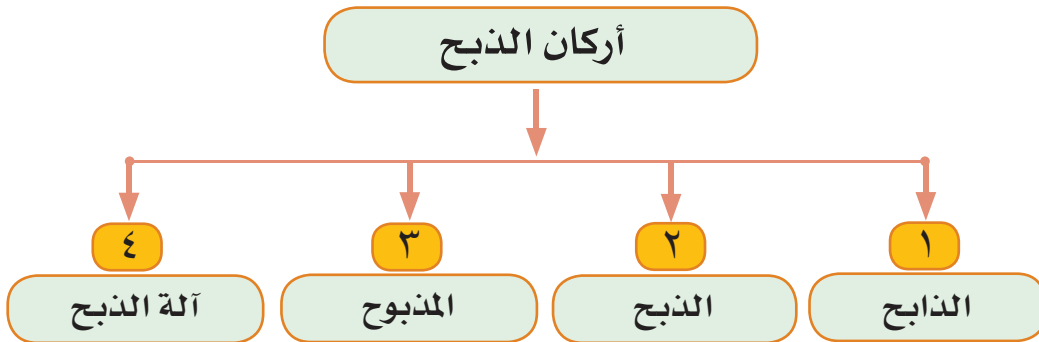 أركان الذبح
١ ٢ ٣ ٤
الذابح الذبح المذبوح آلة الذبح